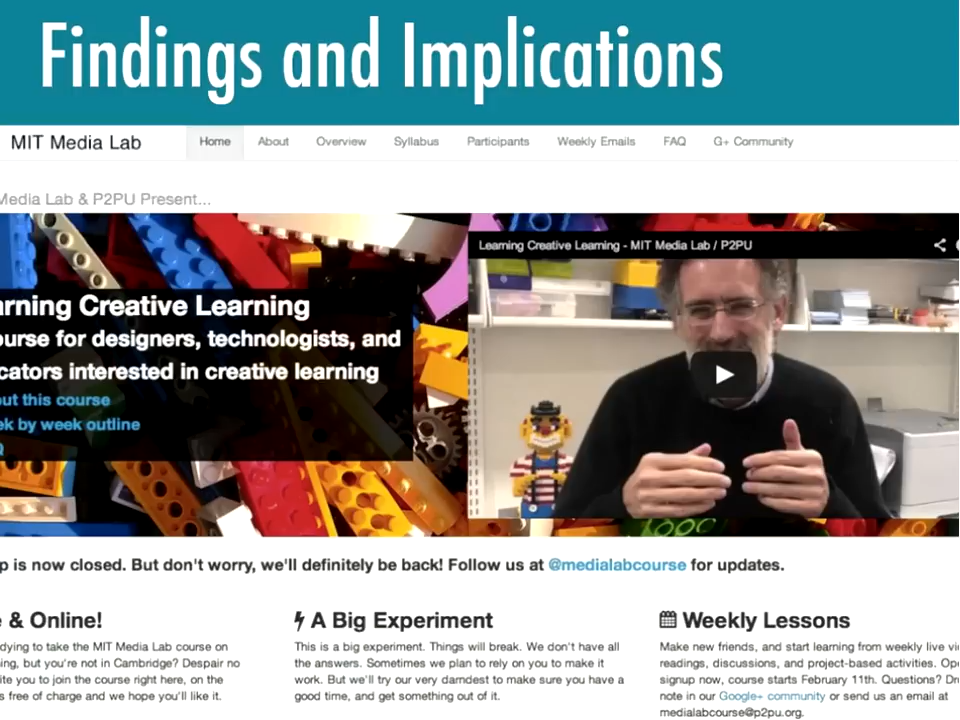 Findings and Implications
MIT Media Lab Home About Overview Syllabus Participants Weekly Emails FAQ G+ Community
Media Lab & P2PU Present...
Learning Creative Learning - MIT Media Lab / P2PU
rning Creative Learning
urse for designers, technologists, and
cators interested in creative learning
ut this course
ek by week outline
Q
p is now closed. But don't worry, we'll definitely be back! Follow us at @medialabcourse for updates.
e & Online!
dying to take the MIT Media Lab course on
ing, but you're not in Cambridge? Despair no
ite you to join the course right here, on the
s free of charge and we hope you'll like it.
A Big Experiment
This is a big experiment. Things will break. We don't have all
the answers. Sometimes we plan to rely on you to make it
work. But we'll try our very darndest to make sure you have a
good time, and get something out of it.
Weekly Lessons
Make new friends, and start learning from weekly live vi
readings, discussions, and project-based activities. Op
signup now, course starts February 11th. Questions? Dr
note in our Google+ community or send us an email at
medialabcourse@p2pu.org.